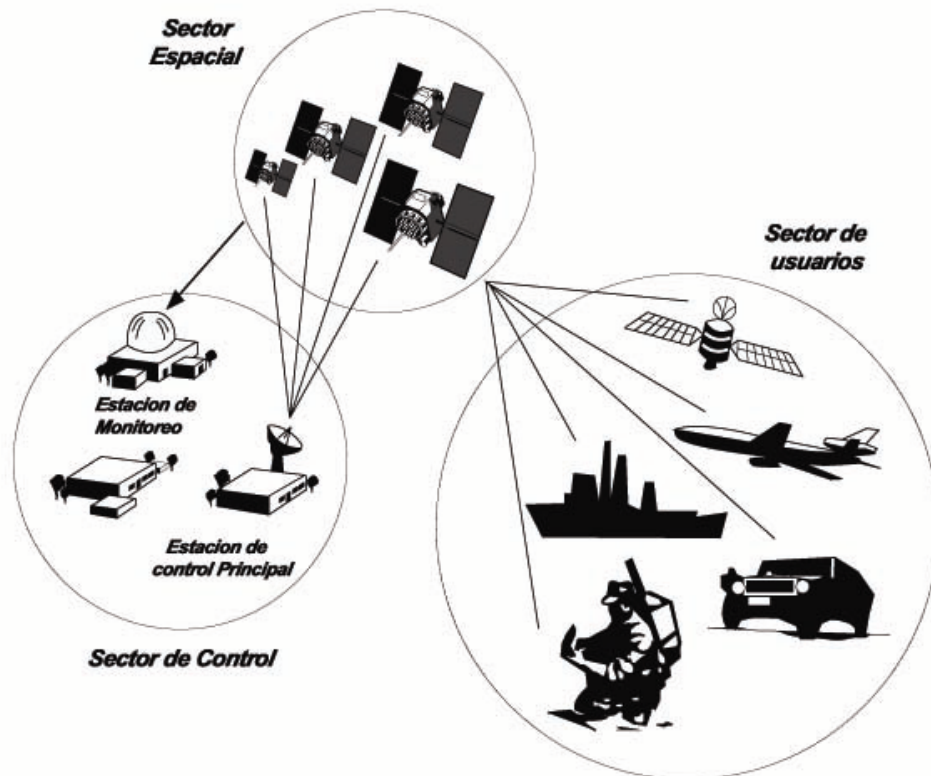 Sector
Espacial
Sector de
usuarios
Estacion de
Monitoreo
Estacion de
control Principal
Sector de Control